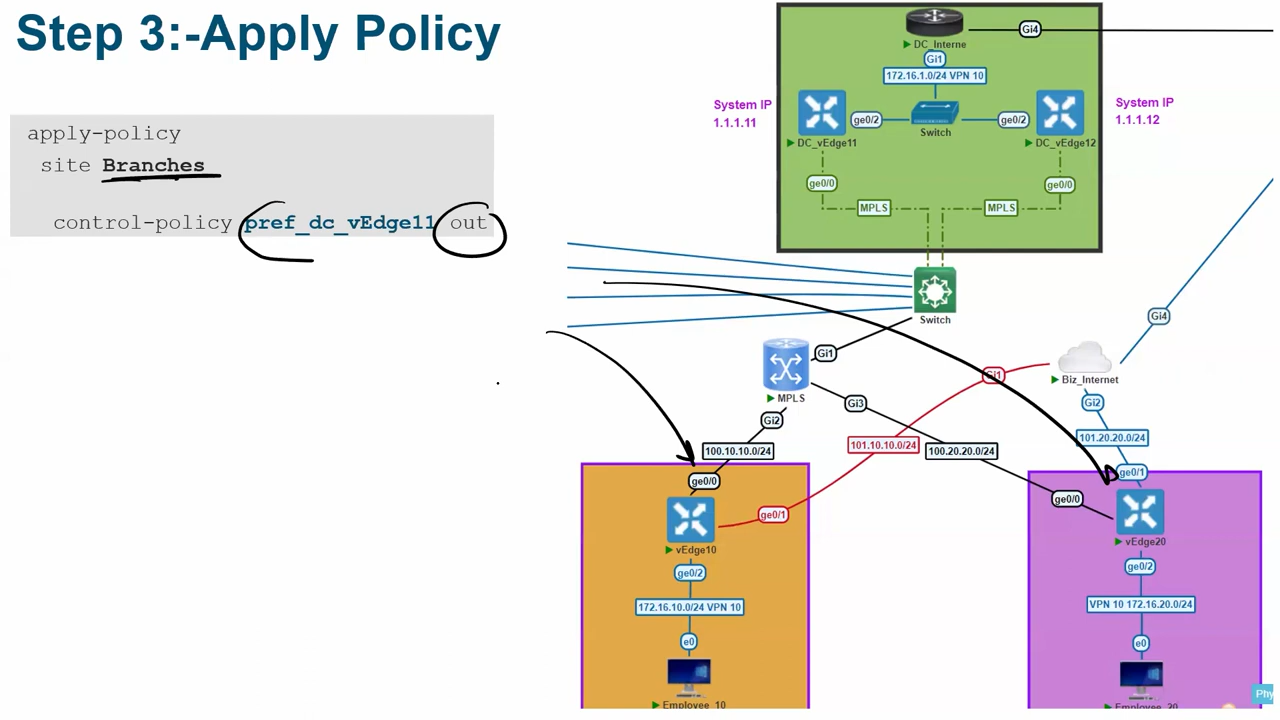 Step 3:-Apply Policy
apply-policy
site Branches
control-policy pref_dc_vEdge11 out
DC_Interne
Gi4
Gi1
172.16.1.0/24 VPN 10
System IP
1.1.1.11
System IP
1.1.1.12
ge0/2
Switch
ge0/2
DC_vEdge11
DC_vEdge12
ge0/0
ge0/0
MPLS
MPLS
Switch
Gi4
Gi1
MPLS
Gi1
Biz_Internet
Gi3
Gi2
Gi2
101.20.20.0/24
101.10.10.0/24
100.10.10.0/24
100.20.20.0/24
ge0/1
ge0/0
ge0/0
ge0/1
vEdge10
vEdge20
ge0/2
ge0/2
172.16.10.0/24 VPN 10
VPN 10 172.16.20.0/24
e0
e0
Employee_10
Employee_20
Phy